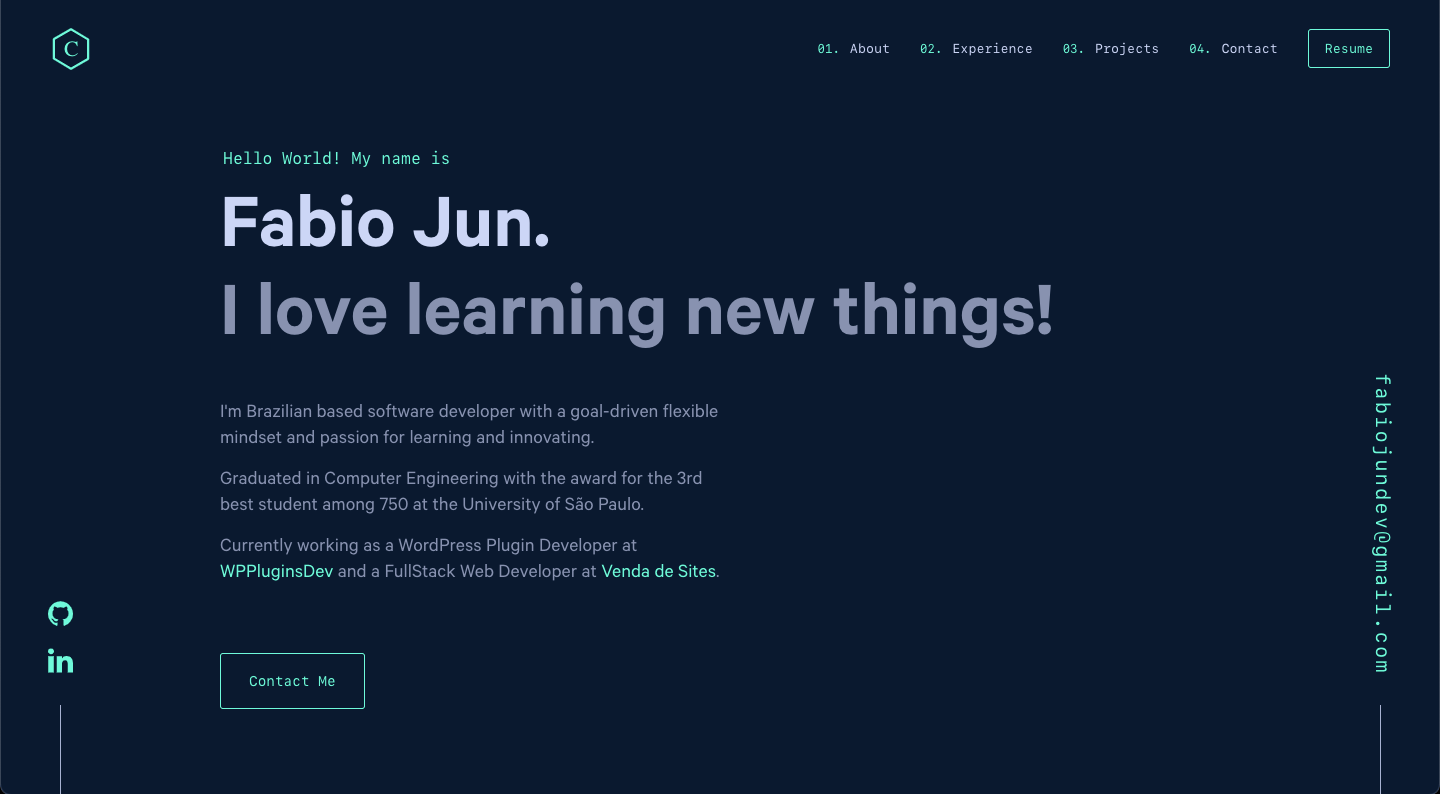 C
01. About 02. Experience 03. Projects 04. Contact Resume
Hello World! My name is
Fabio Jun.
I love learning new things!
I'm Brazilian based software developer with a goal-driven flexible
mindset and passion for learning and innovating.
Graduated in Computer Engineering with the award for the 3rd
best student among 750 at the University of São Paulo.
Currently working as a WordPress Plugin Developer at
WPPluginsDev and a FullStack Web Developer at Venda de Sites.
Contact Me
in
fabiojundev@gmail.com